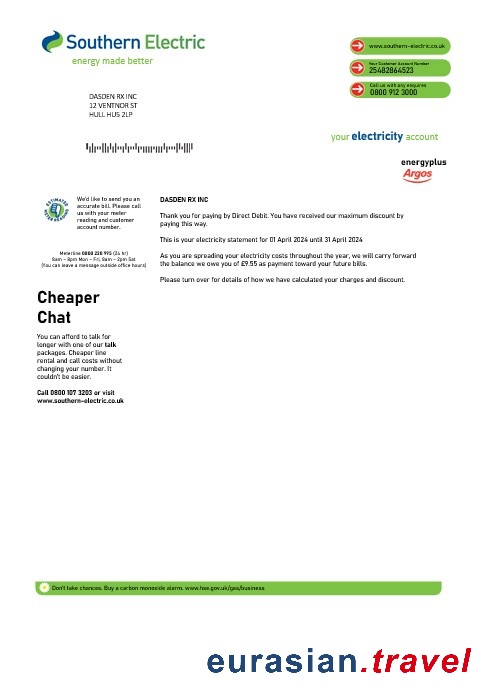 Southern Electric
energy made better
www.southern-electric.co.uk
Your Customer Account Number
25482864523
Call us with any enquires
0800 912 3000
DASDEN RX INC
12 VENTNOR ST
HULL HU5 2LP
your electricity account
energyplus
Argos
ESTIMATED
METER READING
We'd like to send you an
accurate bill. Please call
us with your meter
reading and customer
account number.
Meterline 0800 220 975 (24 hr)
8am - 8pm Mon - Fri, 8am - 2pm Sat
(You can leave a message outside office hours)
DASDEN RX INC
Thank you for paying by Direct Debit. You have received our maximum discount by
paying this way.
This is your electricity statement for 01 April 2024 until 31 April 2024
As you are spreading your electricity costs throughout the year, we will carry forward
the balance we owe you of £9.55 as payment toward your future bills.
Please turn over for details of how we have calculated your charges and discount.
Cheaper
Chat
You can afford to talk for
longer with one of our talk
packages. Cheaper line
rental and call costs without
changing your number. It
couldn't be easier.
Call 0800 107 3203 or visit
www.southern-electric.co.uk
Don't take chances. Buy a carbon monoxide alarm. www.hse.gov.uk/gas/business
eurasian.travel